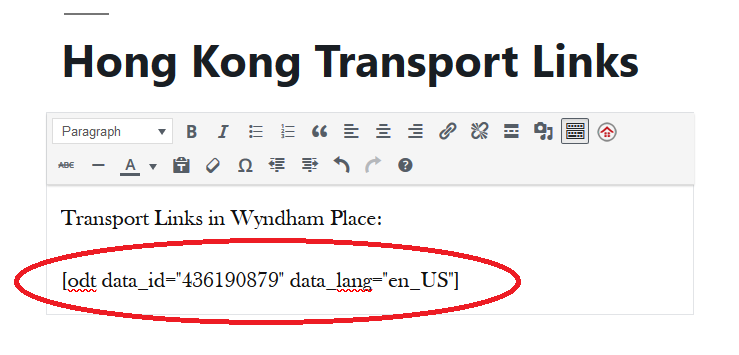 Hong Kong Transport Links
Paragraph
B I
ABC A
Transport Links in Wyndham Place:
[odt data_id="436190879" data_lang="en_US"]